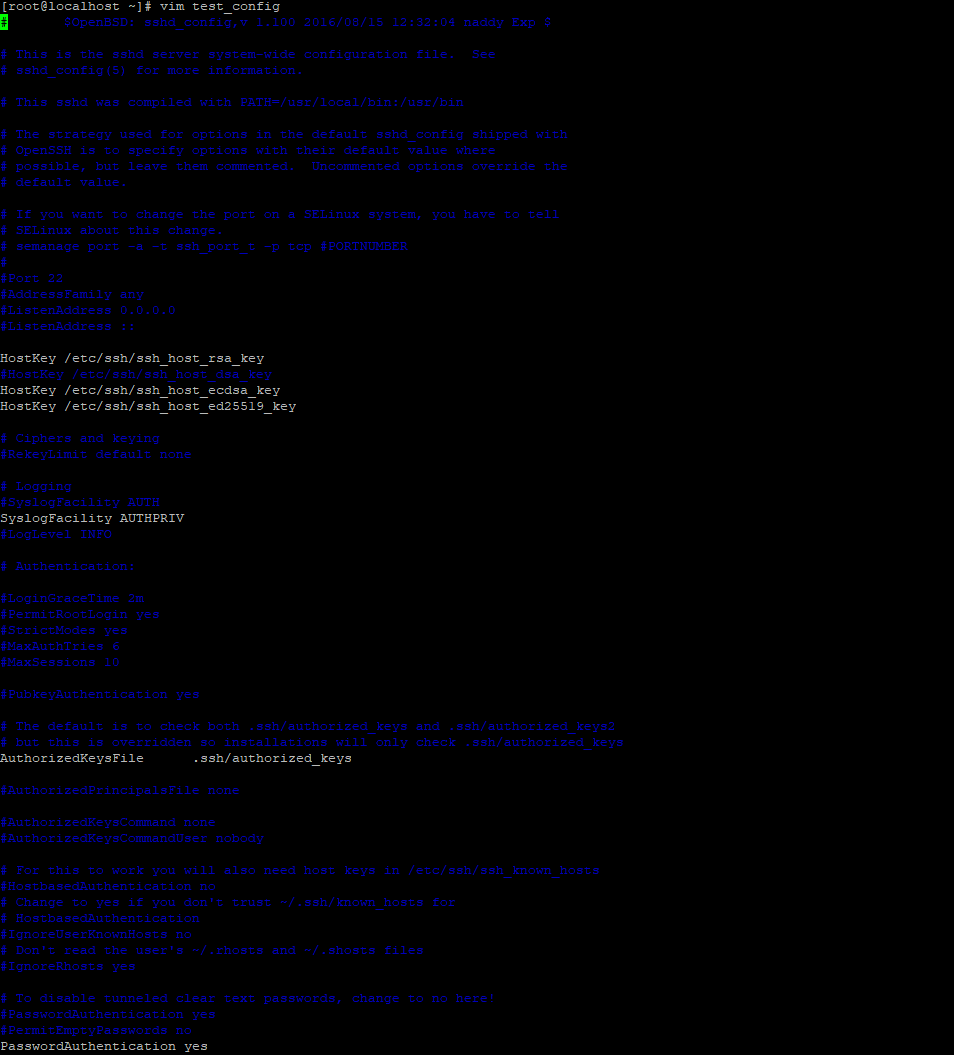 [root@localhost ~]# vim test_config
#       $OpenBSD: sshd_config,v 1.100 2016/08/15 12:32:04 naddy Exp $
# This is the sshd server system-wide configuration file.  See
# sshd_config(5) for more information.
# This sshd was compiled with PATH=/usr/local/bin:/usr/bin
# The strategy used for options in the default sshd_config shipped with
# OpenSSH is to specify options with their default value where
# possible, but leave them commented.  Uncommented options override the
# default value.
# If you want to change the port on a SELinux system, you have to tell
# SELinux about this change.
# semanage port -a -t ssh_port_t -p tcp #PORTNUMBER
#
#Port 22
#AddressFamily any
#ListenAddress 0.0.0.0
#ListenAddress ::
HostKey /etc/ssh/ssh_host_rsa_key
#HostKey /etc/ssh/ssh_host_dsa_key
HostKey /etc/ssh/ssh_host_ecdsa_key
HostKey /etc/ssh/ssh_host_ed25519_key
# Ciphers and keying
#RekeyLimit default none
# Logging
#SyslogFacility AUTH
SyslogFacility AUTHPRIV
#LogLevel INFO
# Authentication:
#LoginGraceTime 2m
#PermitRootLogin yes
#StrictModes yes
#MaxAuthTries 6
#MaxSessions 10
#PubkeyAuthentication yes
# The default is to check both .ssh/authorized_keys and .ssh/authorized_keys2
# but this is overridden so installations will only check .ssh/authorized_keys
AuthorizedKeysFile      .ssh/authorized_keys
#AuthorizedPrincipalsFile none
#AuthorizedKeysCommand none
#AuthorizedKeysCommandUser nobody
# For this to work you will also need host keys in /etc/ssh/ssh_known_hosts
#HostbasedAuthentication no
# Change to yes if you don't trust ~/.ssh/known_hosts for
# HostbasedAuthentication
#IgnoreUserKnownHosts no
# Don't read the user's ~/.rhosts and ~/.shosts files
#IgnoreRhosts yes
# To disable tunneled clear text passwords, change to no here!
#PasswordAuthentication yes
#PermitEmptyPasswords no
PasswordAuthentication yes